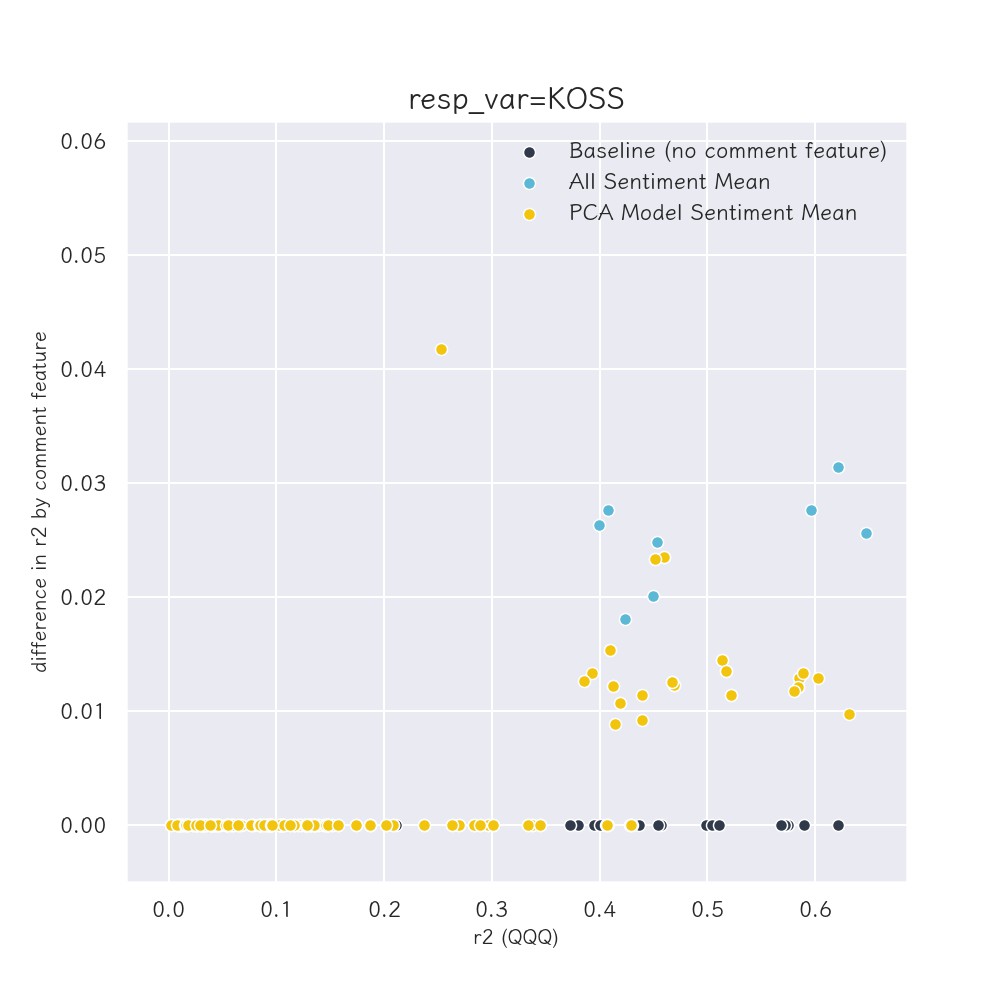 resp_var=KOSS
Baseline (no comment feature)
All Sentiment Mean
PCA Model Sentiment Mean
0.06
0.05
0.04
0.03
0.02
0.01
0.00
difference in r2 by comment feature
0.0 0.1 0.2 0.3 0.4 0.5 0.6
r2 (QQQ)